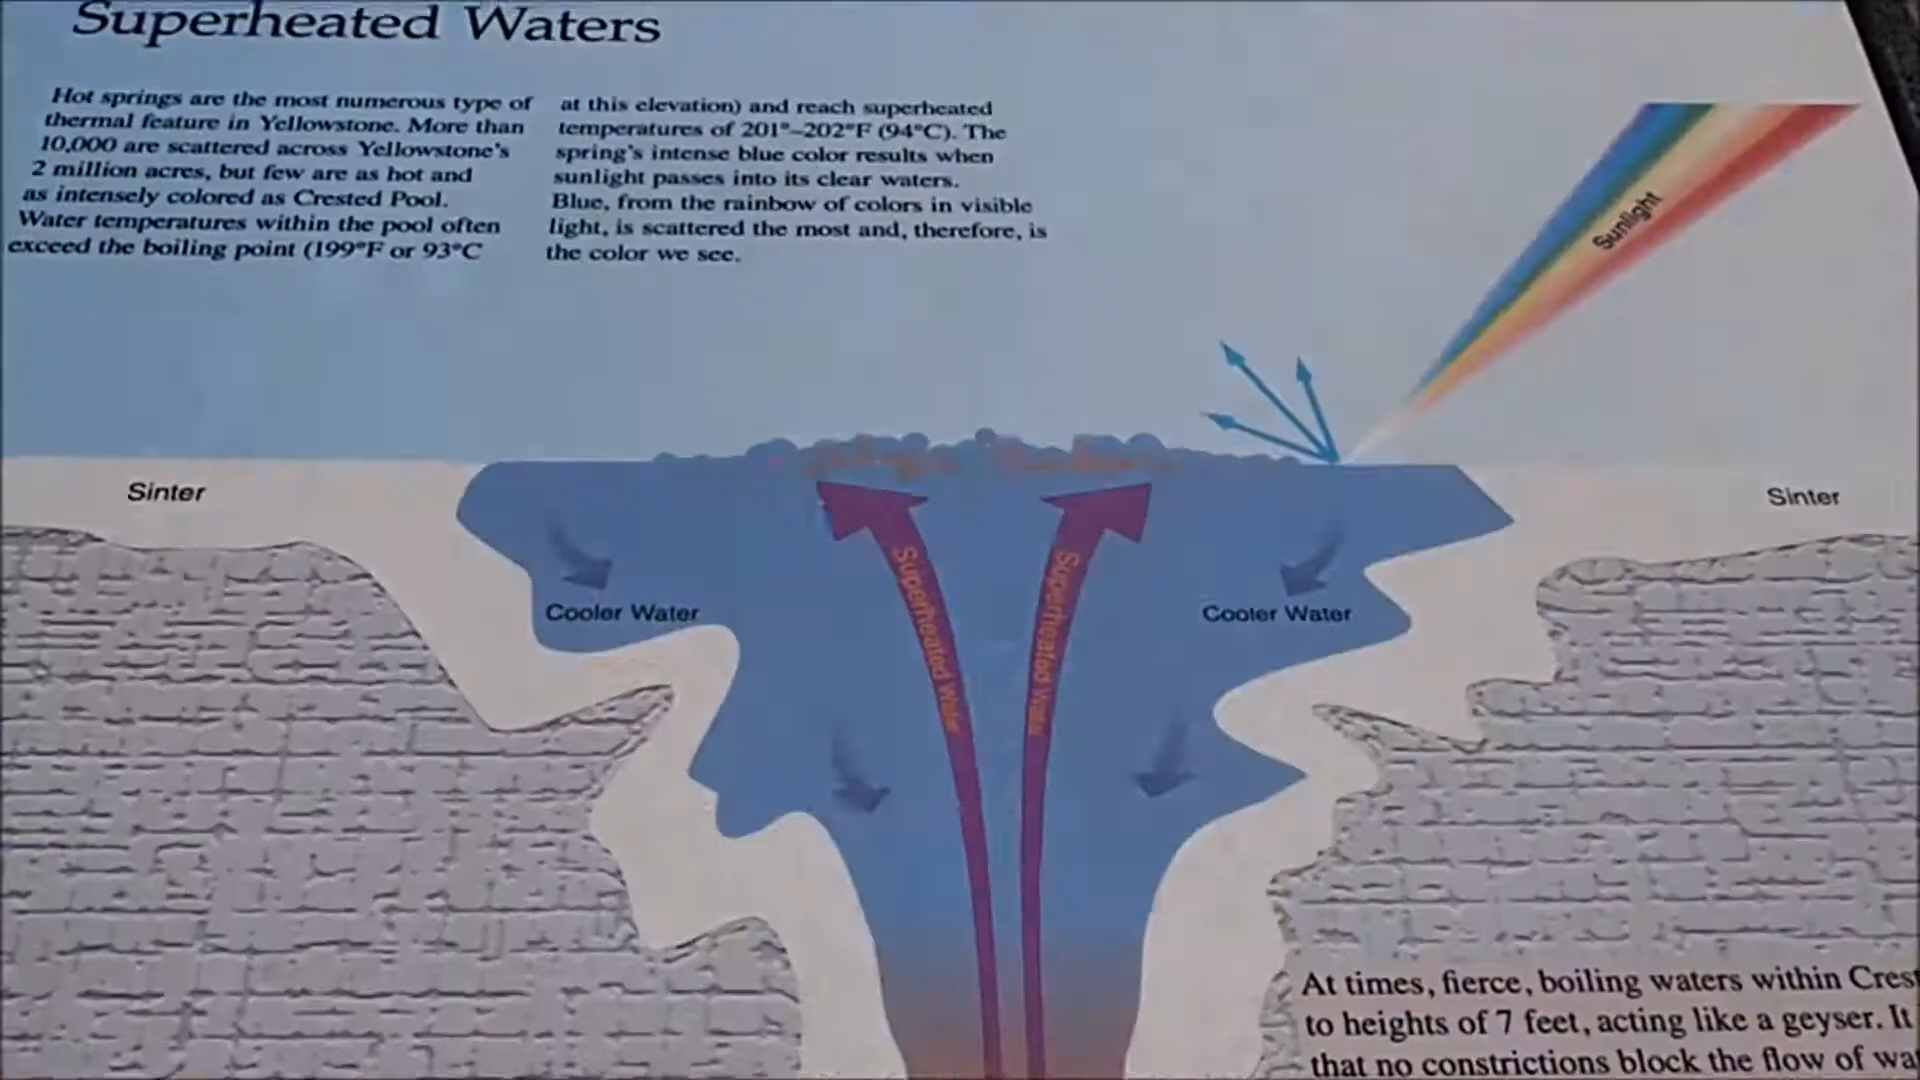 Superheated Waters
Hot springs are the most numerous type of
thermal feature in Yellowstone. More than
10,000 are scattered across Yellowstone's
2 million acres, but few are as hot and
as intensely colored as Crested Pool.
Water temperatures within the pool often
exceed the boiling point (199°F or 93°C
at this elevation) and reach superheated
temperatures of 201°–202°F (94°C). The
spring's intense blue color results when
sunlight passes into its clear waters.
Blue, from the rainbow of colors in visible
light, is scattered the most and, therefore, is
the color we see.
Sunlight
Sinter
Sinter
Cooler Water
Cooler Water
Superheated Water
Superheated Water
At times, fierce, boiling waters within
to heights of 7 feet, acting like a geyser. It
that no constrictions block the flow of